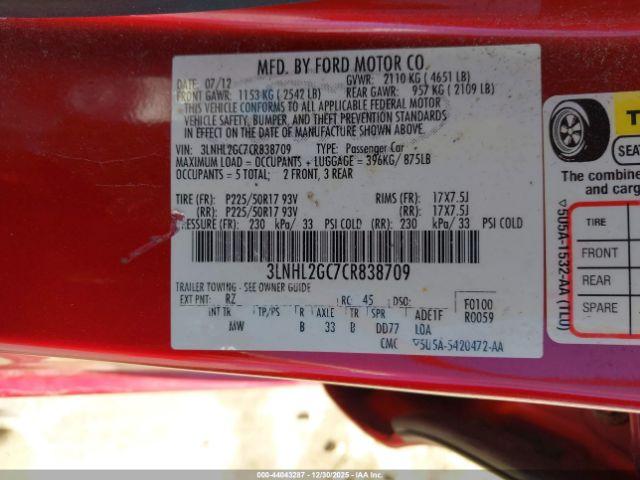 MFD. BY FORD MOTOR CO.
DATE: 07/12 GVWR: 2110 KG ( 4651 LB)
FRONT GAWR: 1153 KG ( 2542 LB) REAR GAWR: 957 KG ( 2109 LB)
THIS VEHICLE CONFORMS TO ALL APPLICABLE FEDERAL MOTOR
VEHICLE SAFETY, BUMPER, AND THEFT PREVENTION STANDARDS
IN EFFECT ON THE DATE OF MANUFACTURE SHOWN ABOVE.
VIN: 3LNHL2GC7CR838709 TYPE: Passenger Car
MAXIMUM LOAD = OCCUPANTS + LUGGAGE = 396KG/ 875LB
OCCUPANTS = 5 TOTAL: 2 FRONT, 3 REAR
TIRE (FR): P225/50R17 93V RIMS (FR): 17X7.5J
(RR): P225/50R17 93V (RR): 17X7.5J
PRESSURE (FR): 230 kPa/ 33 PSI COLD (RR): 230 kPa/ 33 PSI COLD
3LNHL2GC7CR838709
TRAILER TOWING - SEE OWNER GUIDE
EXT PNT: RZ RC: 45 DSO: F0100
INT TR TP/PS R AXLE TR SPR ADETF R0059
MW B 33 B DD77 LOA
CMC ▽5U5A-5420472-AA
The combine
and carg
TIRE
FRONT
REAR
SPARE
▽5U5A-1532-AA (TLU)
000-44043287 - 12/30/2025 - IAA Inc.